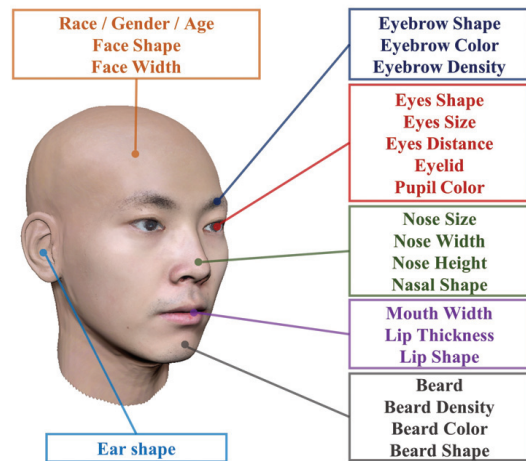 Race / Gender / Age
Face Shape
Face Width
Eyebrow Shape
Eyebrow Color
Eyebrow Density
Eyes Shape
Eyes Size
Eyes Distance
Eyelid
Pupil Color
Nose Size
Nose Width
Nose Height
Nasal Shape
Mouth Width
Lip Thickness
Lip Shape
Beard
Beard Density
Beard Color
Beard Shape
Ear shape